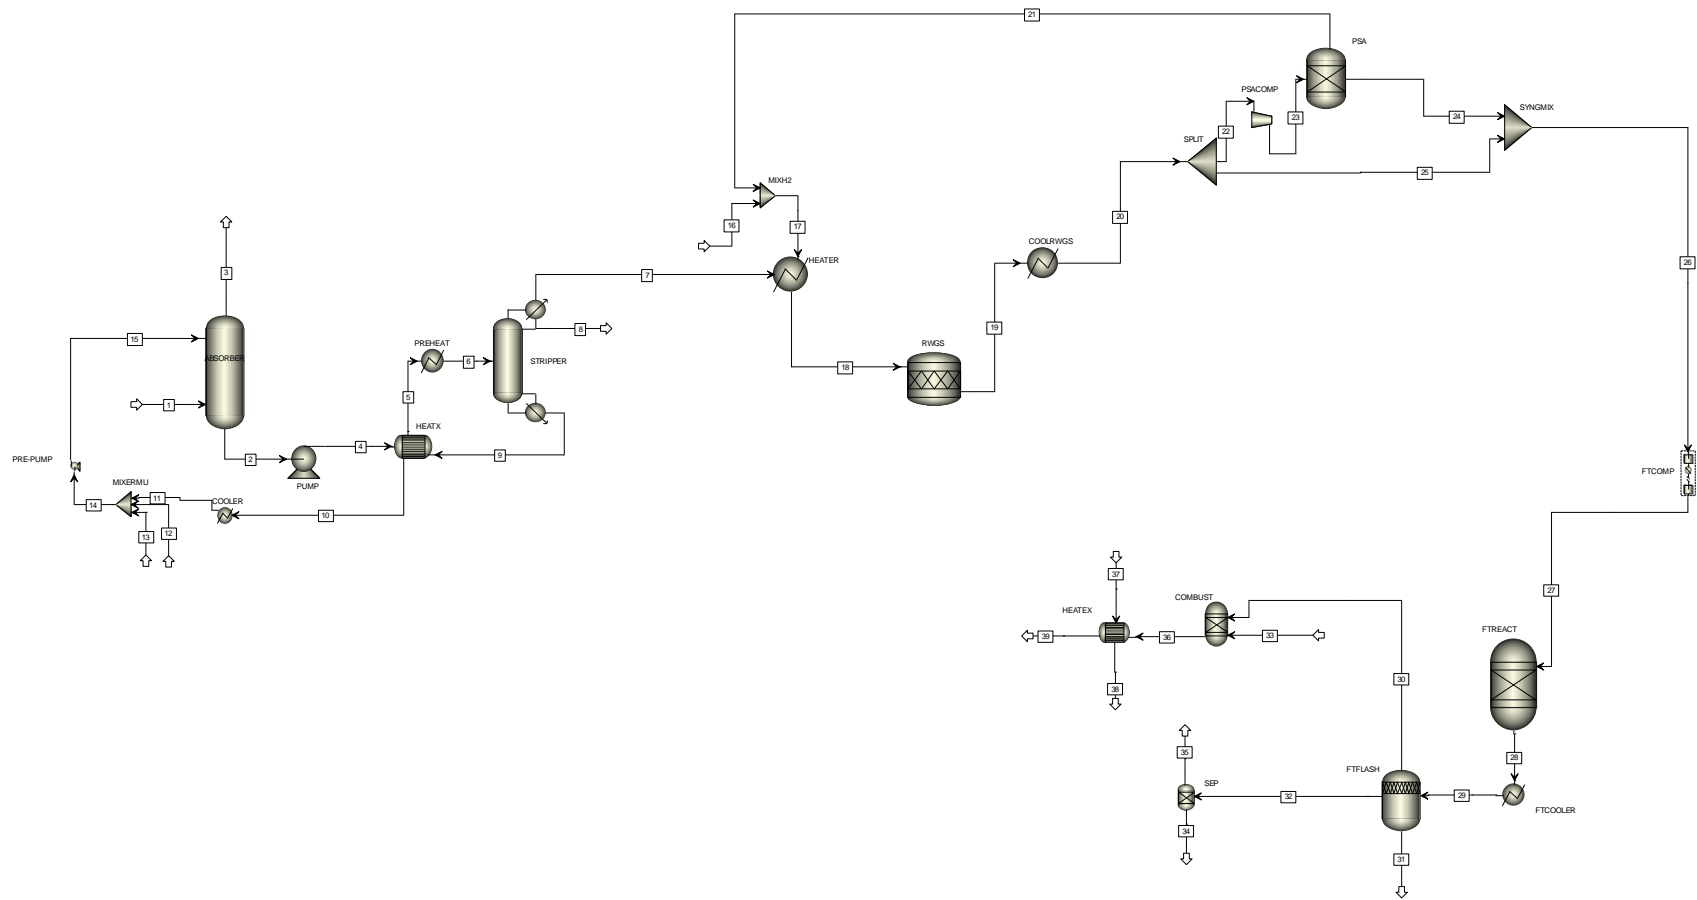 21
PSA
PSACOMP
23
24
SYNGMIX
22
SPLIT
25
MIXH2
16
17
20
HEATER
COOLRWGS
26
3
7
15
ABSORBER
1
8
PREHEAT
6
STRIPPER
5
19
RWGS
18
HEATX
4
9
2
PUMP
PRE-PUMP
MIXERMU
14
11
COOLER
10
13
12
FTCOMP
27
37
COMBUST
HEATEX
39
36
33
FTREACT
30
38
28
35
FTFLASH
SEP
32
29
FTCOOLER
34
31